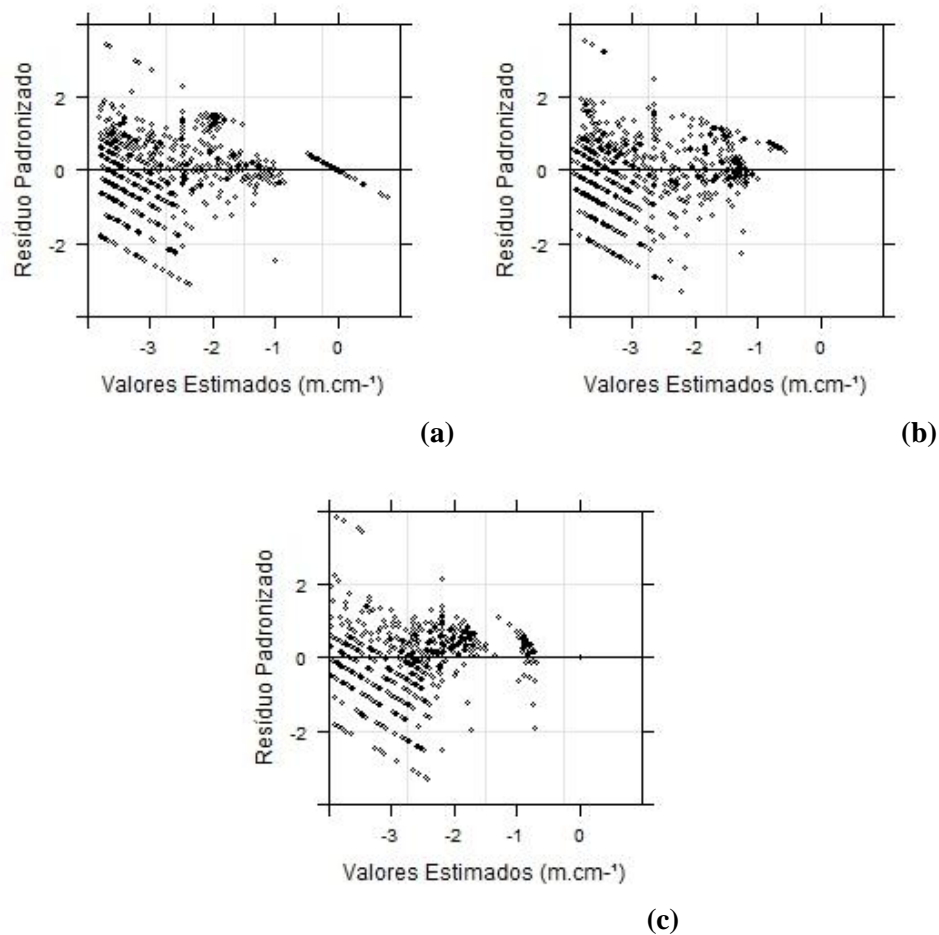 2
0
-2
Resíduo Padronizado
-3 -2 -1 0
Valores Estimados (m.cm-¹)
(a)
2
0
-2
Resíduo Padronizado
-3 -2 -1 0
Valores Estimados (m.cm-¹)
(b)
2
0
-2
Resíduo Padronizado
-3 -2 -1 0
Valores Estimados (m.cm-¹)
(c)